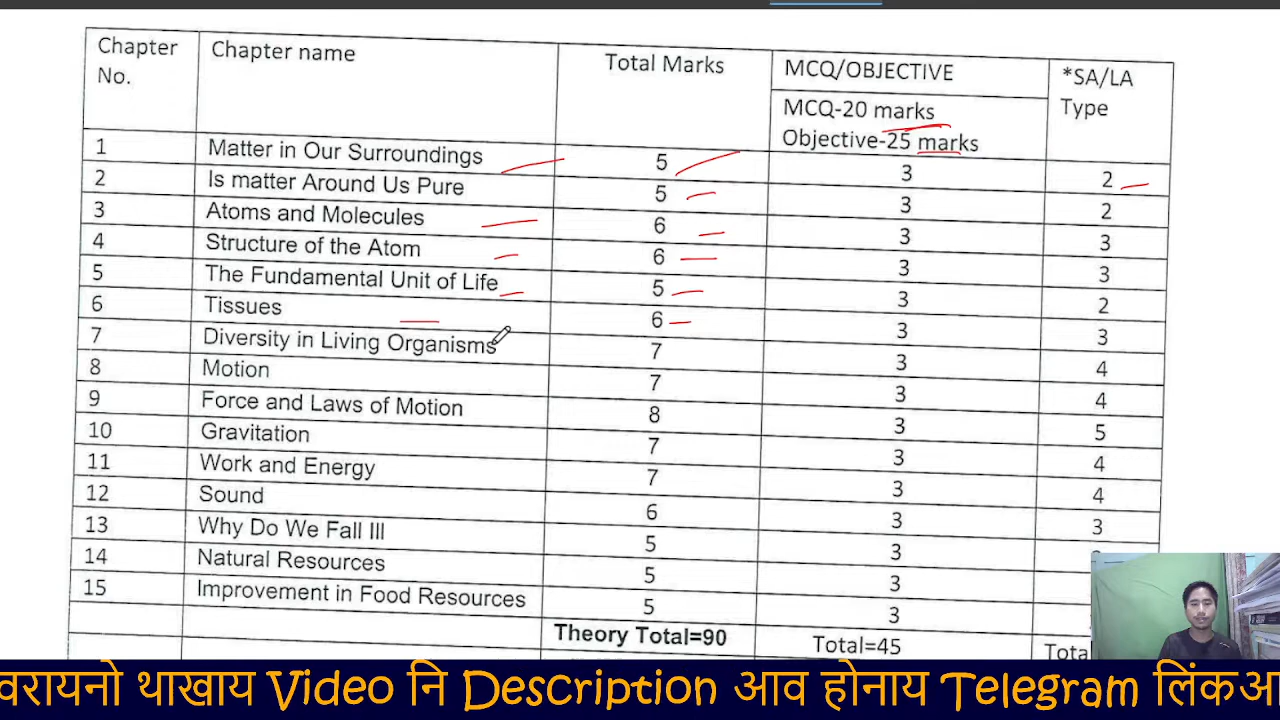 Chapter No. Chapter name Total Marks MCQ/OBJECTIVE *SA/LA Type
MCQ-20 marks
Objective-25 marks
1 Matter in Our Surroundings 5 3 2
2 Is matter Around Us Pure 5 3 2
3 Atoms and Molecules 6 3 3
4 Structure of the Atom 6 3 3
5 The Fundamental Unit of Life 5 3 2
6 Tissues 6 3 3
7 Diversity in Living Organisms 7 3 4
8 Motion 7 3 4
9 Force and Laws of Motion 8 3 5
10 Gravitation 7 3 4
11 Work and Energy 7 3 4
12 Sound 6 3 3
13 Why Do We Fall Ill 5 3
14 Natural Resources 5 3
15 Improvement in Food Resources 5 3
Theory Total=90 Total=45 Tota
वरायनो थाखाय Video नि Description आव होनाय Telegram लिंकआ